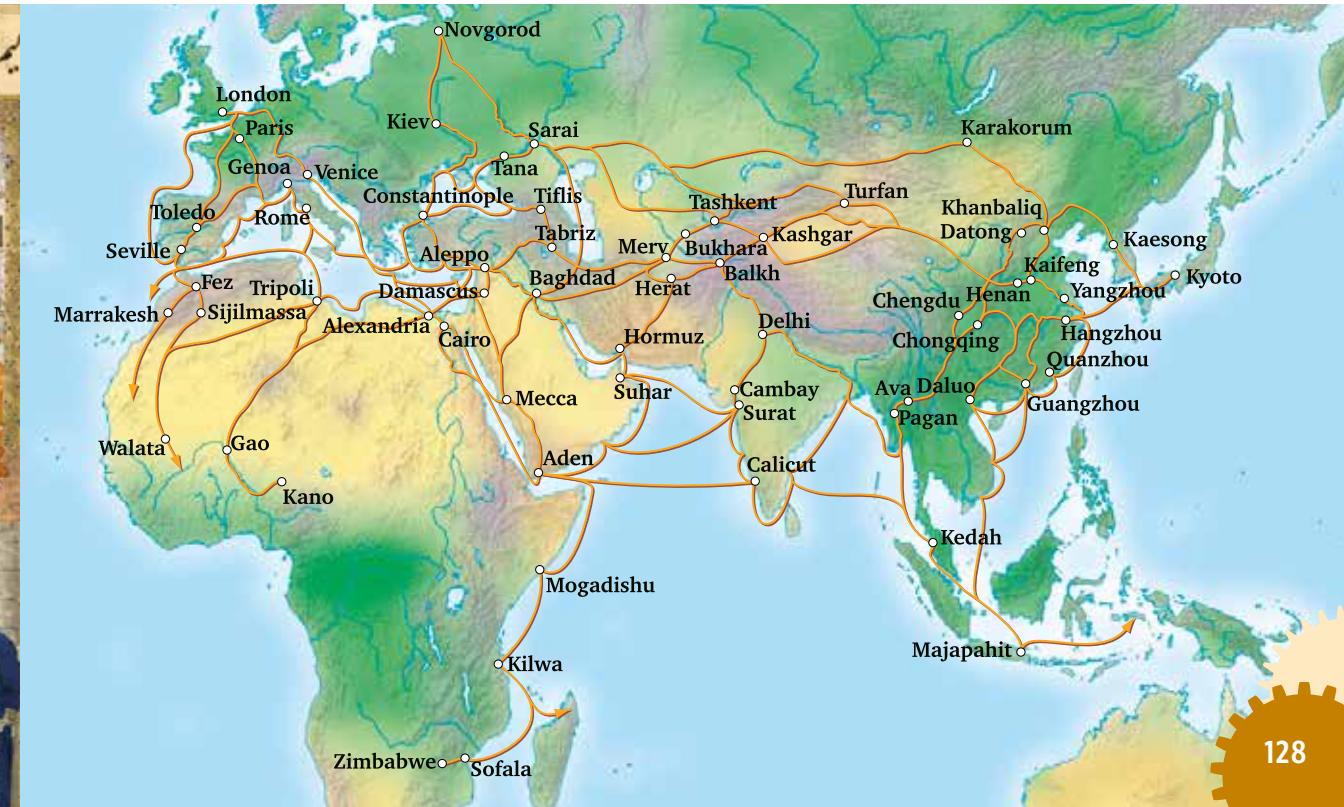 Novgorod
London
Kiev
Paris
Sarai
Karakorum
Genoa
Venice
Tana
Constantinople
Tiflis
Turfan
Toledo
Rome
Tashkent
Khanbaliq
Datong
Seville
Tabriz
Merv
Bukhara
Kashgar
Kaesong
Aleppo
Kaifeng
Fez
Tripoli
Baghdad
Herat
Balkh
Kyoto
Damascus
Chengdu
Henan
Yangzhou
Marrakesh
Sijilmassa
Alexandria
Cairo
Hormuz
Delhi
Chongqing
Hangzhou
Quanzhou
Suhar
Cambay
Surat
Ava
Daluo
Mecca
Pagan
Guangzhou
Walata
Gao
Aden
Calicut
Kano
Kedah
Mogadishu
Majapahit
Kilwa
Zimbabwe
Sofala
128